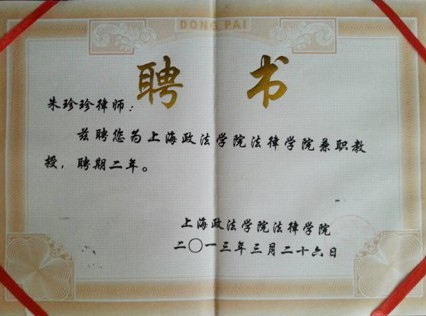 DONG PAI
聘书
朱珍珍律师：
兹聘您为上海政法学院法律学院兼职教
授，聘期二年。
上海政法学院法律学院
二〇一三年三月二十六日